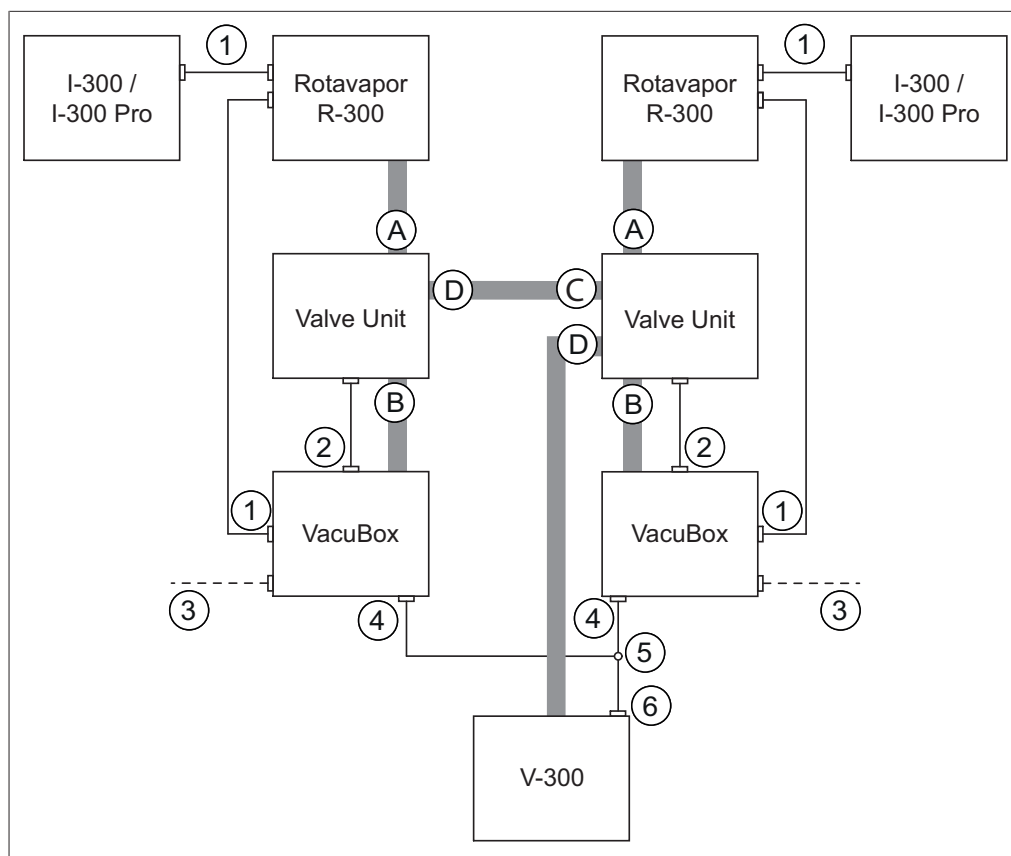 1
1
I-300 /
I-300 Pro
Rotavapor
R-300
Rotavapor
R-300
I-300 /
I-300 Pro
A
A
D
C
Valve Unit
Valve Unit
D
B
B
2
2
1
1
VacuBox
VacuBox
3
4
4
3
5
6
V-300